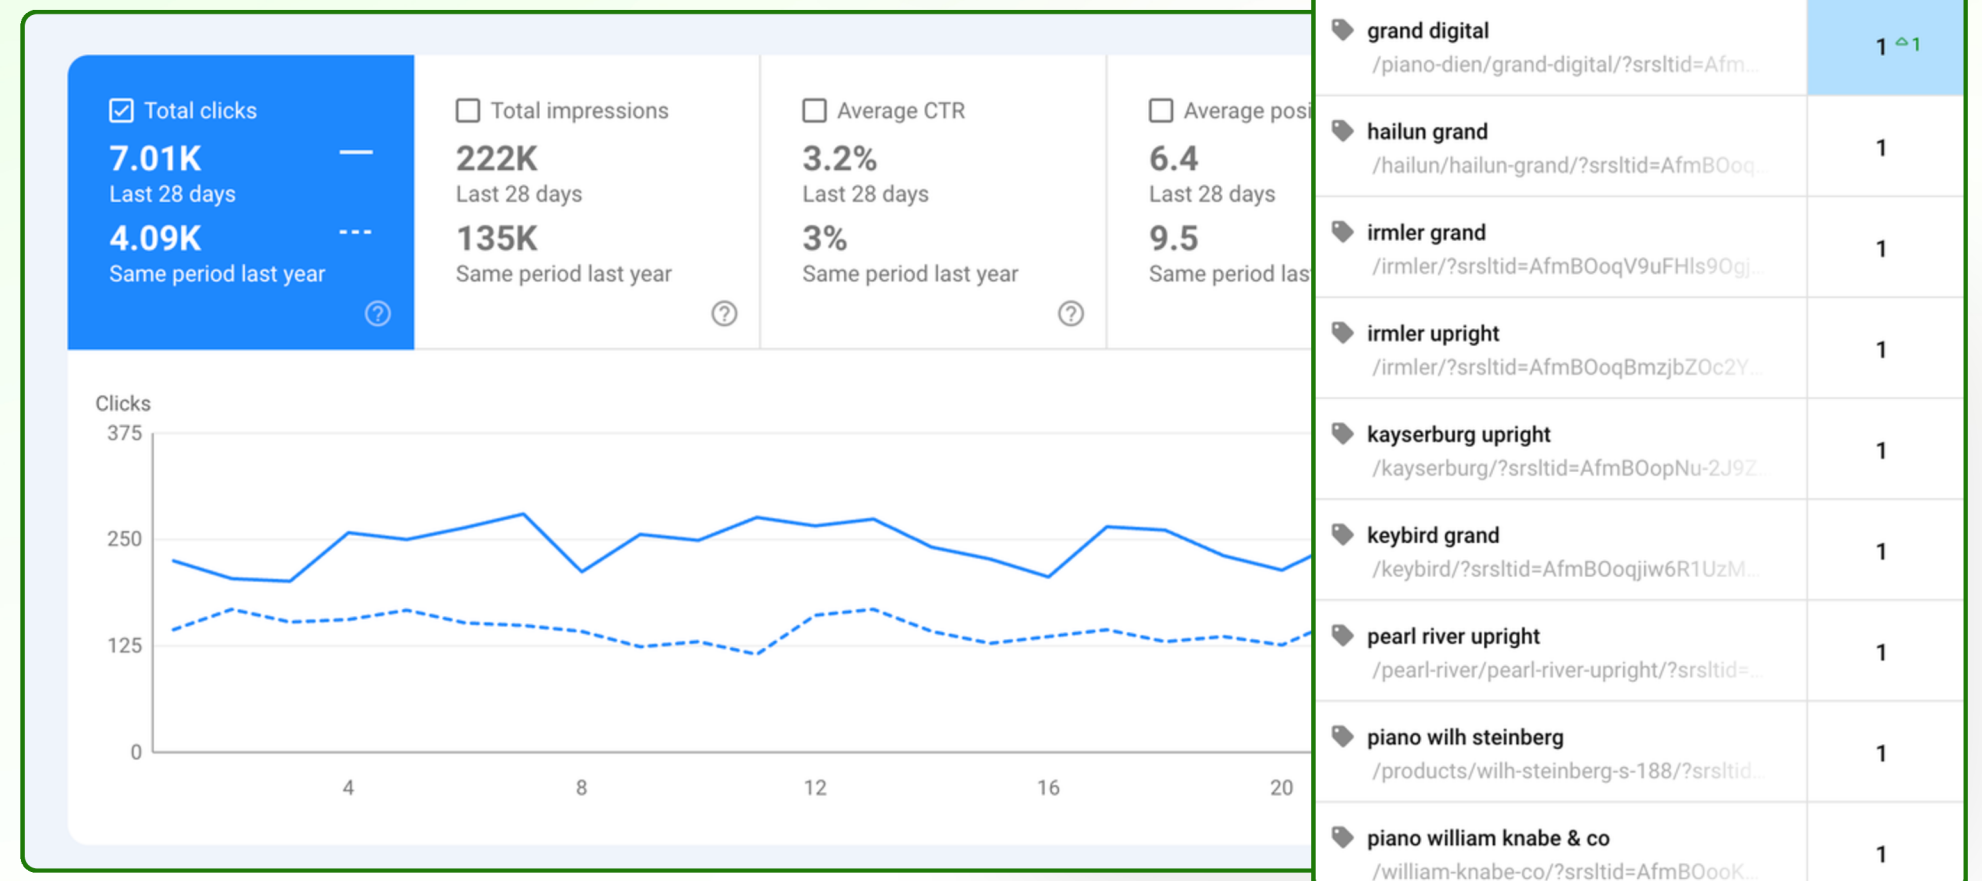 Total clicks
7.01K
Last 28 days
4.09K
Same period last year
Total impressions
222K
Last 28 days
135K
Same period last year
Average CTR
3.2%
Last 28 days
3%
Same period last year
Average posi
6.4
Last 28 days
9.5
Same period las
Clicks
375
250
125
0
4 8 12 16 20
grand digital
/piano-dien/grand-digital/?srsltid=Afm...
1 1
hailun grand
/hailun/hailun-grand/?srsltid=AfmBOoq
1
irmler grand
/irmler/?srsltid=AfmBOoqV9uFHls9Ogj...
1
irmler upright
/irmler/?srsltid=AfmBOoqBmzjbZOc2Y...
1
kayserburg upright
/kayserburg/?srsltid=AfmBOopNu-2J9Z
1
keybird grand
/keybird/?srsltid=AfmBOoqjiw6R1UzM...
1
pearl river upright
/pearl-river/pearl-river-upright/?srsltid=...
1
piano wilh steinberg
/products/wilh-steinberg-s-188/?srsltid...
1
piano william knabe & co
/william-knabe-co/?srsltid=AfmBOooK...
1